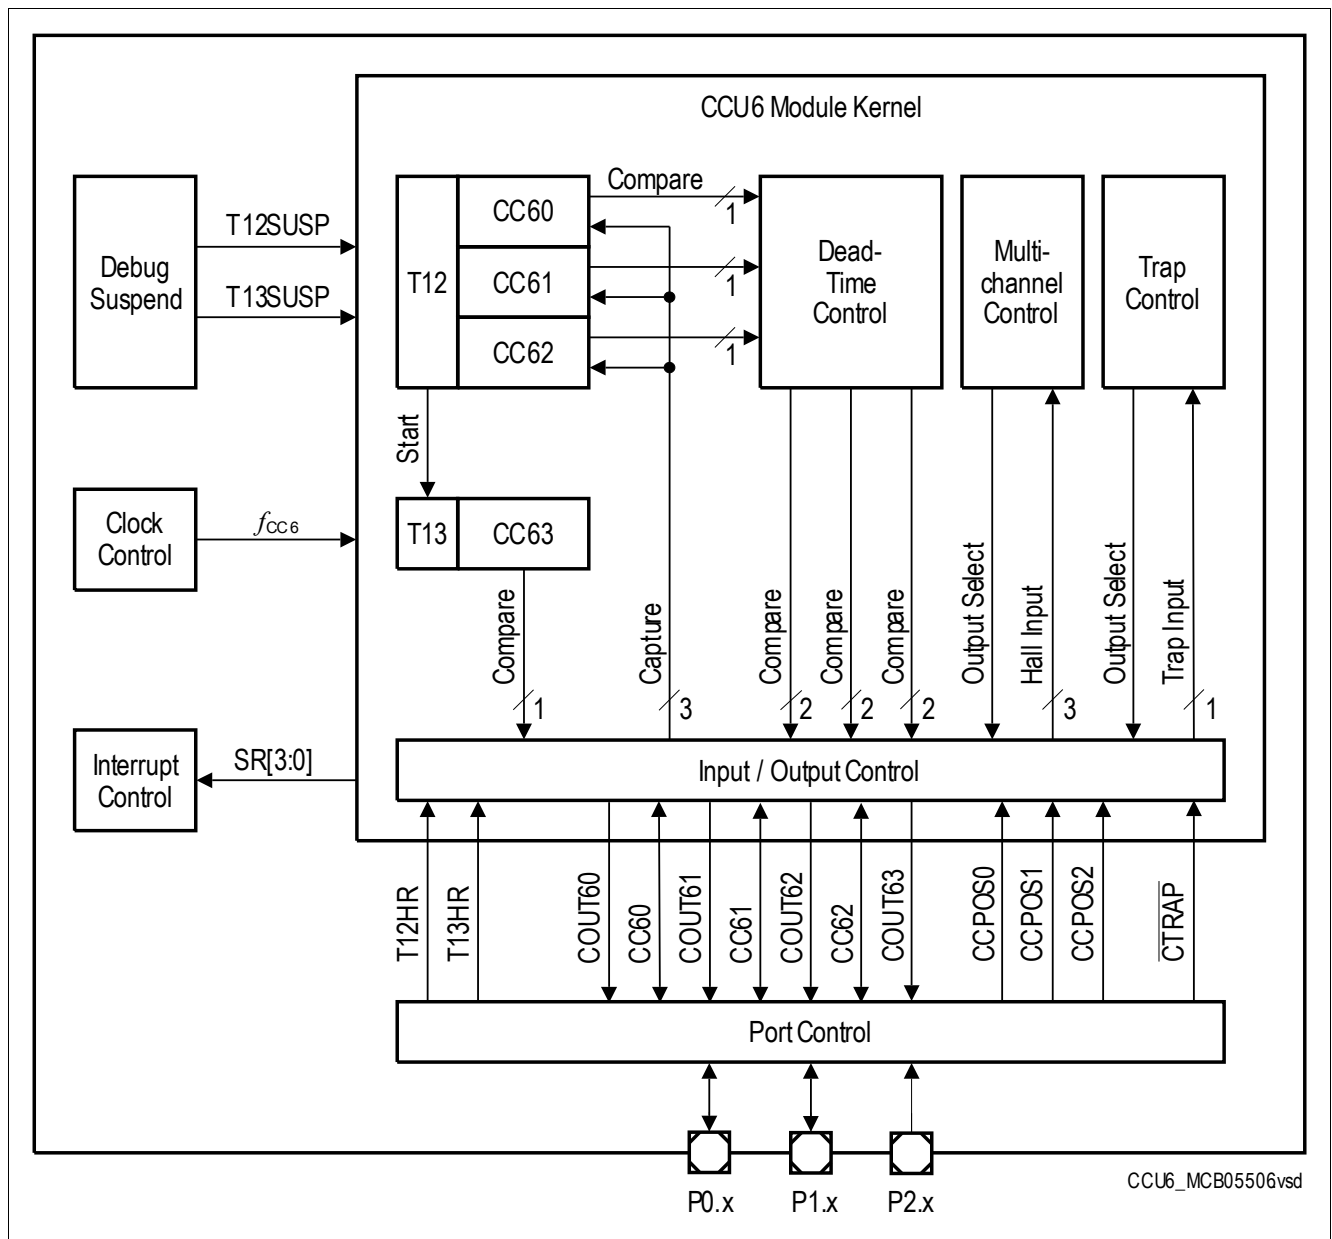 CCU6 Module Kernel
Debug
Suspend
T12SUSP
T13SUSP
T12
CC60
CC61
CC62
Compare
1
1
1
Dead-
Time
Control
Multi-
channel
Control
Trap
Control
Start
Clock
Control
fCC6
T13
CC63
Compare
1
Capture
3
Compare
2
Compare
2
Compare
2
Output Select
Hall Input
3
Output Select
Trap Input
1
Interrupt
Control
SR[3:0]
Input / Output Control
T12HR
T13HR
COUT60
CC60
COUT61
CC61
COUT62
CC62
COUT63
CCPOS0
CCPOS1
CCPOS2
CTRAP
Port Control
P0.x
P1.x
P2.x
CCU6_MCB05506.vsd